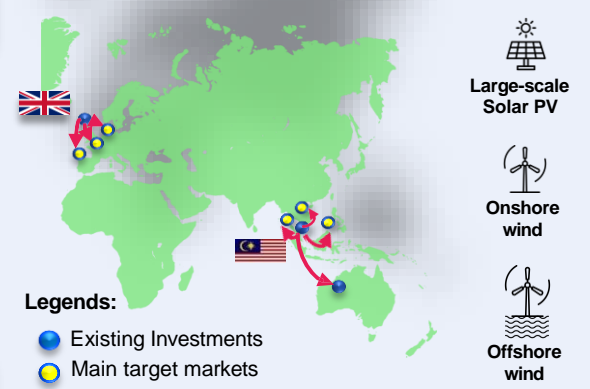 Large-scale
Solar PV
Onshore
wind
Offshore
wind
Legends:
Existing Investments
Main target markets